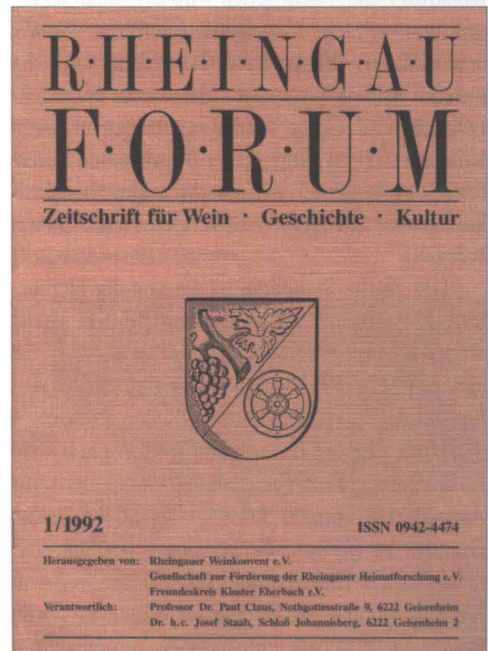 R·H·E·I·N·G·A·U
F·O·R·U·M
Zeitschrift für Wein · Geschichte · Kultur
1/1992
ISSN 0942-4474
Herausgegeben von: Rheingauer Weinkonvent e.V.
Gesellschaft zur Förderung der Rheingauer Heimatforschung e.V.
Freundeskreis Kloster Eberbach e.V.
Verantwortlich: Professor Dr. Paul Claus, Nothgottesstraße 9, 6222 Geisenheim
Dr. h.c. Josef Staab, Schloß Johannisberg, 6222 Geisenheim 2